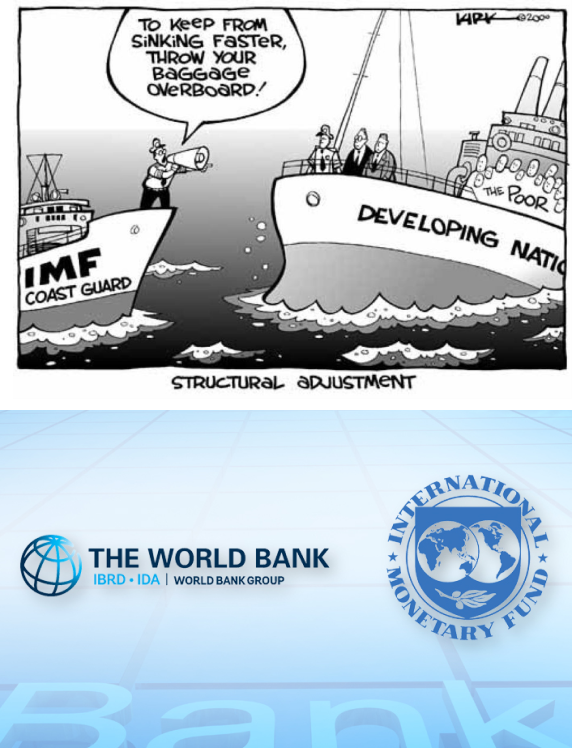 KIRK ©2000
TO KEEP FROM
SINKING FASTER,
THROW YOUR
BAGGAGE
OVERBOARD!
THE POOR
DEVELOPING NATIO
IMF
COAST GUARD
STRUCTURAL ADJUSTMENT
THE WORLD BANK
IBRD • IDA | WORLD BANK GROUP
INTERNATIONAL
MONETARY FUND
Bank